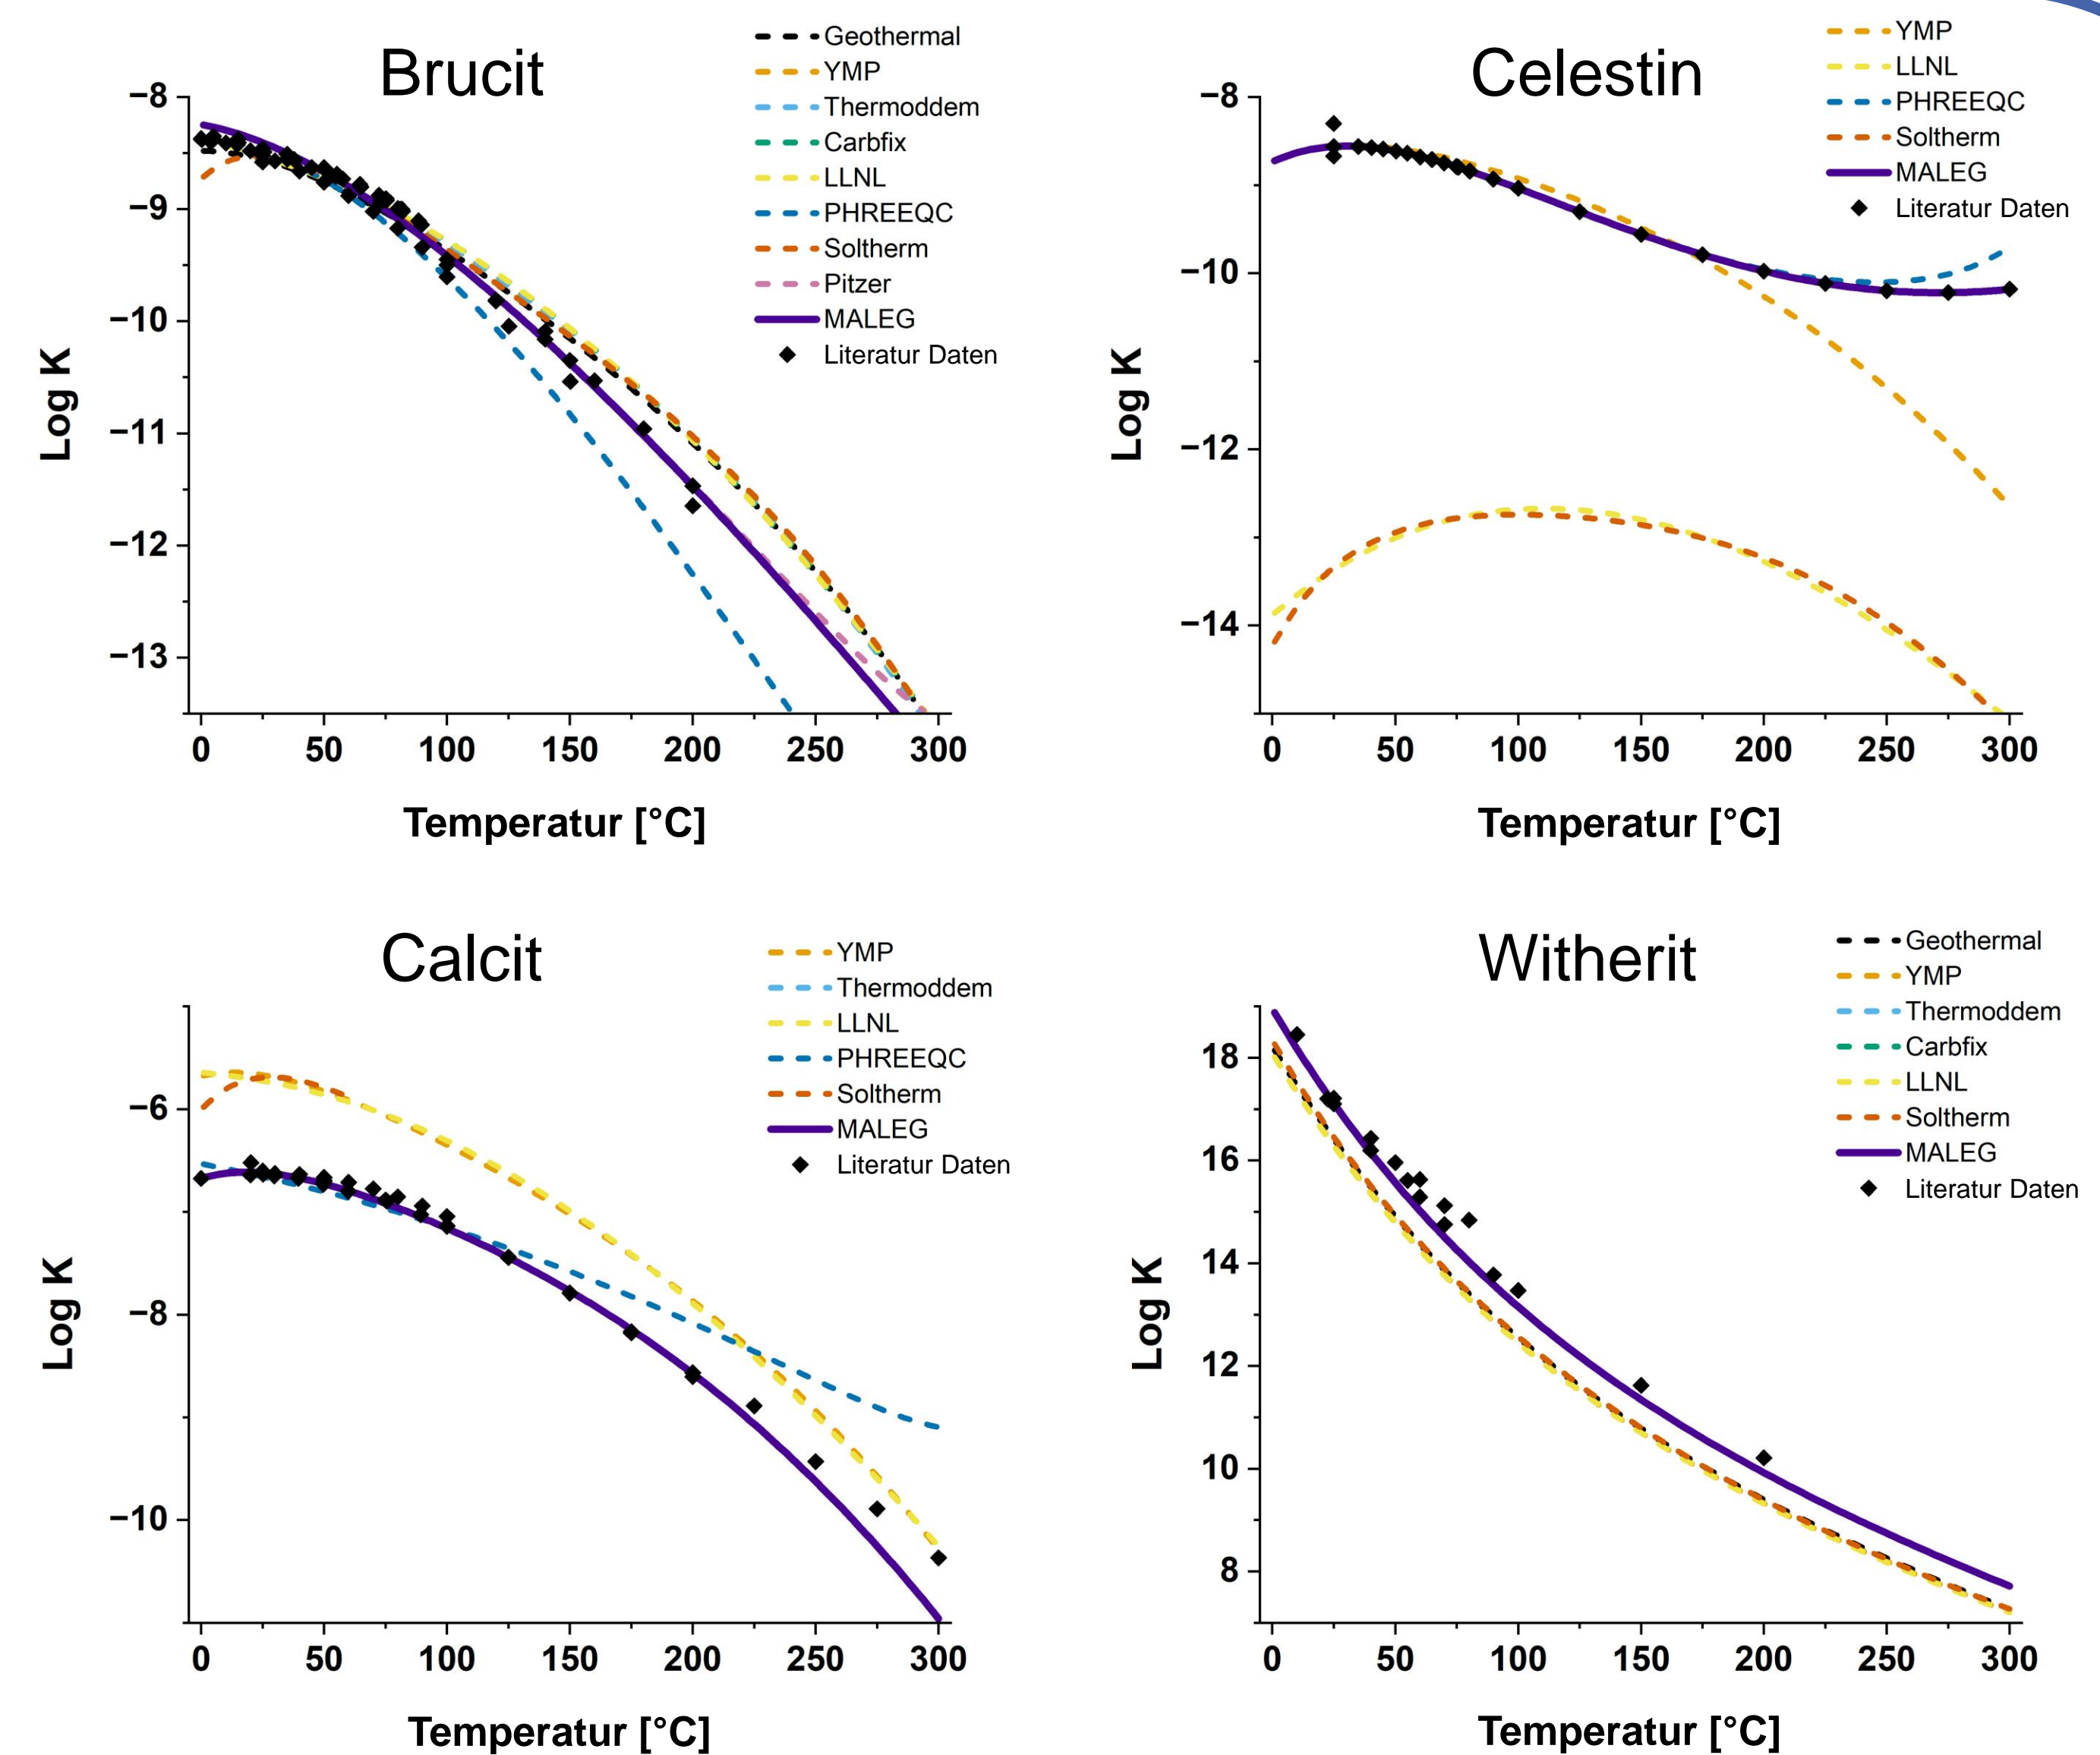 Brucit
Geothermal
YMP
Thermoddem
Carbfix
LLNL
PHREEQC
Soltherm
Pitzer
MALEG
Literatur Daten
Log K
−8
−9
−10
−11
−12
−13
0 50 100 150 200 250 300
Temperatur [°C]
Celestin
YMP
LLNL
PHREEQC
Soltherm
MALEG
Literatur Daten
Log K
−8
−10
−12
−14
0 50 100 150 200 250 300
Temperatur [°C]
Calcit
YMP
Thermoddem
LLNL
PHREEQC
Soltherm
MALEG
Literatur Daten
Log K
−6
−8
−10
0 50 100 150 200 250 300
Temperatur [°C]
Witherit
Geothermal
YMP
Thermoddem
Carbfix
LLNL
Soltherm
MALEG
Literatur Daten
Log K
18
16
14
12
10
8
0 50 100 150 200 250 300
Temperatur [°C]